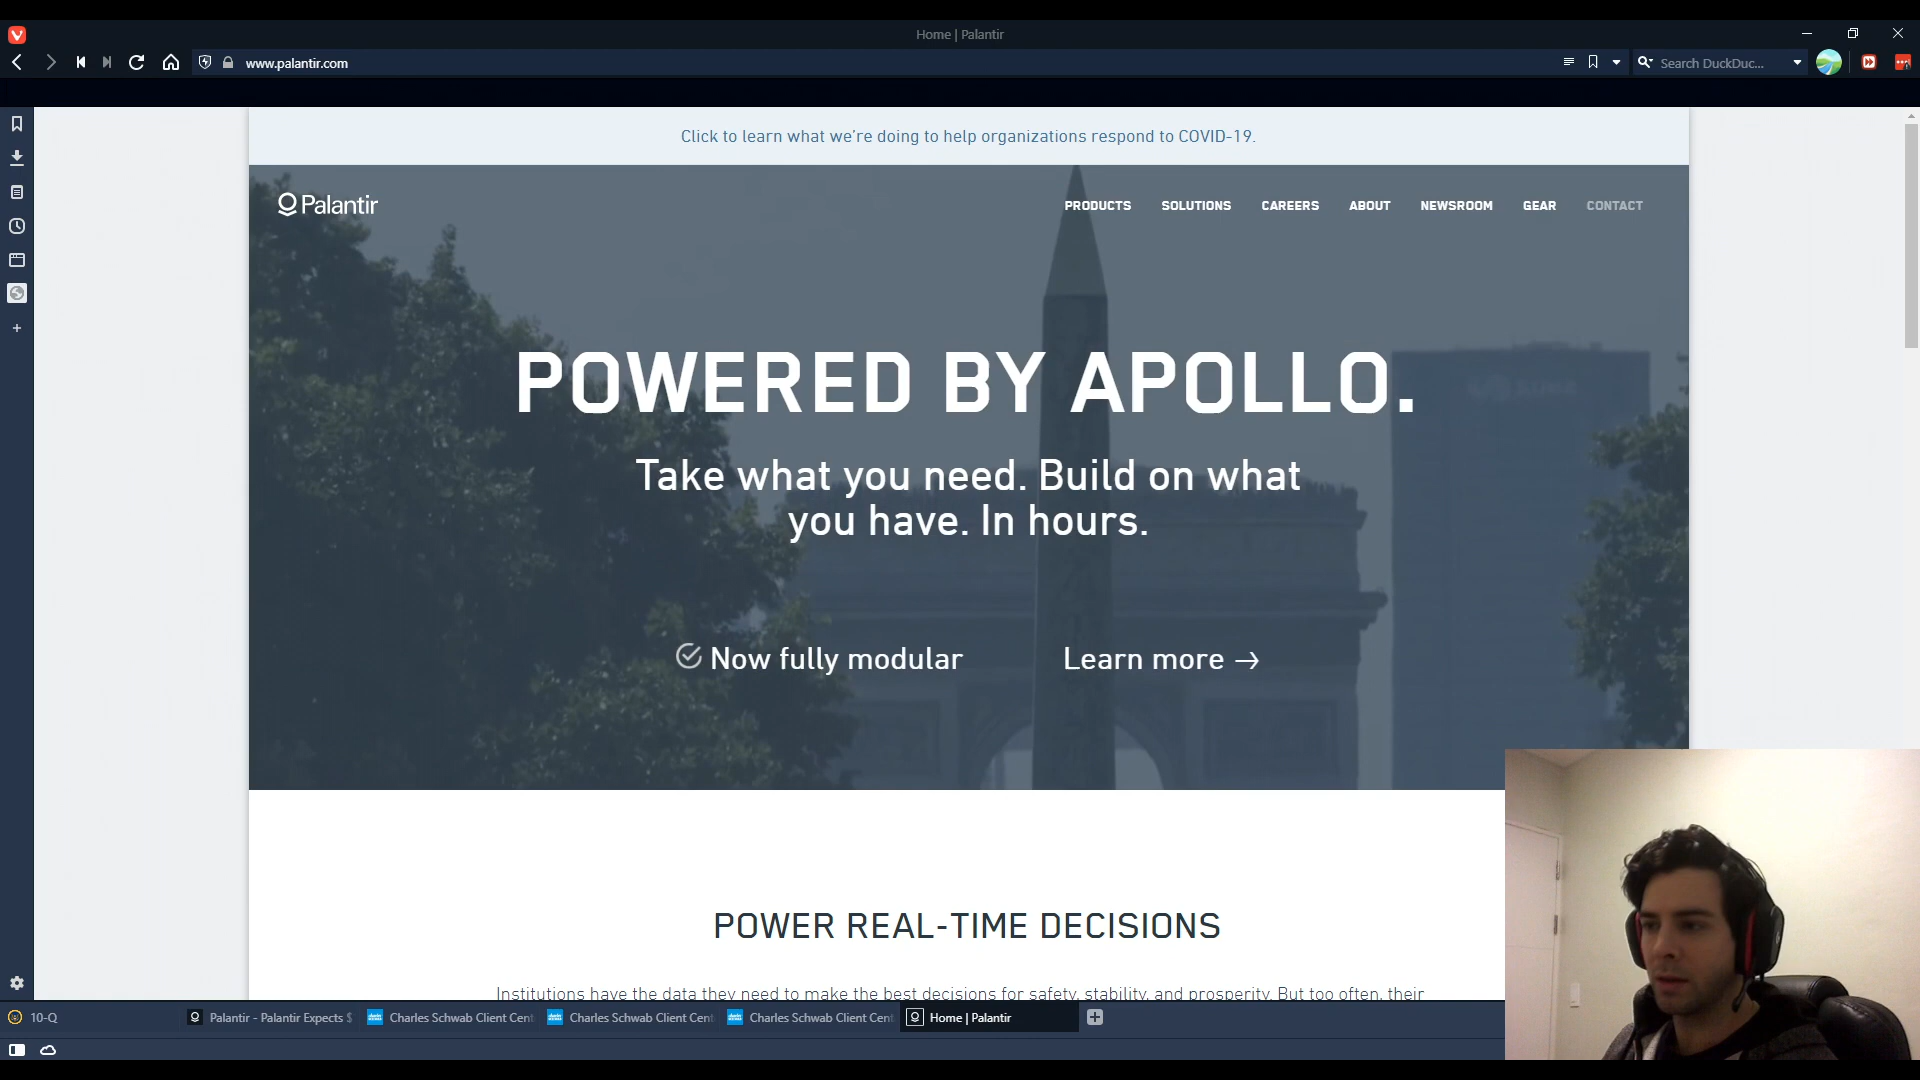 Home | Palantir
www.palantir.com
Search DuckDuc...
Click to learn what we're doing to help organizations respond to COVID-19.
Palantir
PRODUCTS SOLUTIONS CAREERS ABOUT NEWSROOM GEAR CONTACT
POWERED BY APOLLO.
Take what you need. Build on what
you have. In hours.
Now fully modular
Learn more →
POWER REAL-TIME DECISIONS
Institutions have the data they need to make the best decisions for safety, stability, and prosperity. But too often, their
10-Q
Palantir - Palantir Expects $
Charles Schwab Client Cent
Charles Schwab Client Cent
Charles Schwab Client Cent
Home | Palantir